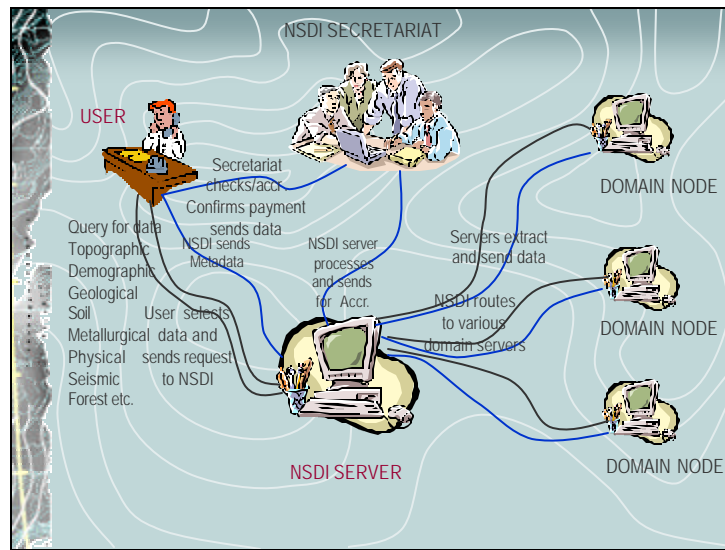 NSDI SECRETARIAT
USER
Secretariat
checks/accr
Confirms payment
sends data
DOMAIN NODE
Query for data
Topographic
Demographic
Geological
Soil
Metallurgical
Physical
Seismic
Forest etc.
NSDI sends
Metadata
User selects
data and
sends request
to NSDI
NSDI server
processes
and sends
for Accr.
Servers extract
and send data
NSDI routes
to various
domain servers
DOMAIN NODE
NSDI SERVER
DOMAIN NODE